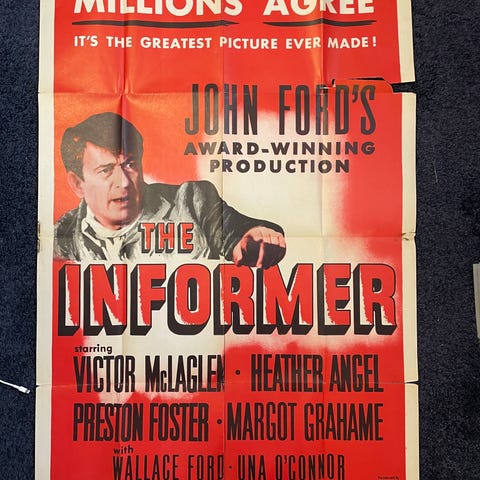 MILLIONS AGREE
IT'S THE GREATEST PICTURE EVER MADE!
JOHN FORD'S
AWARD-WINNING
PRODUCTION
THE
INFORMER
starring
VICTOR McLAGLEN · HEATHER ANGEL
PRESTON FOSTER · MARGOT GRAHAME
with
WALLACE FORD · UNA O'CONNOR